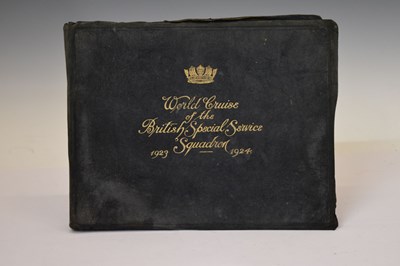 World Cruise
of the
British Special Service
Squadron
1923 1924